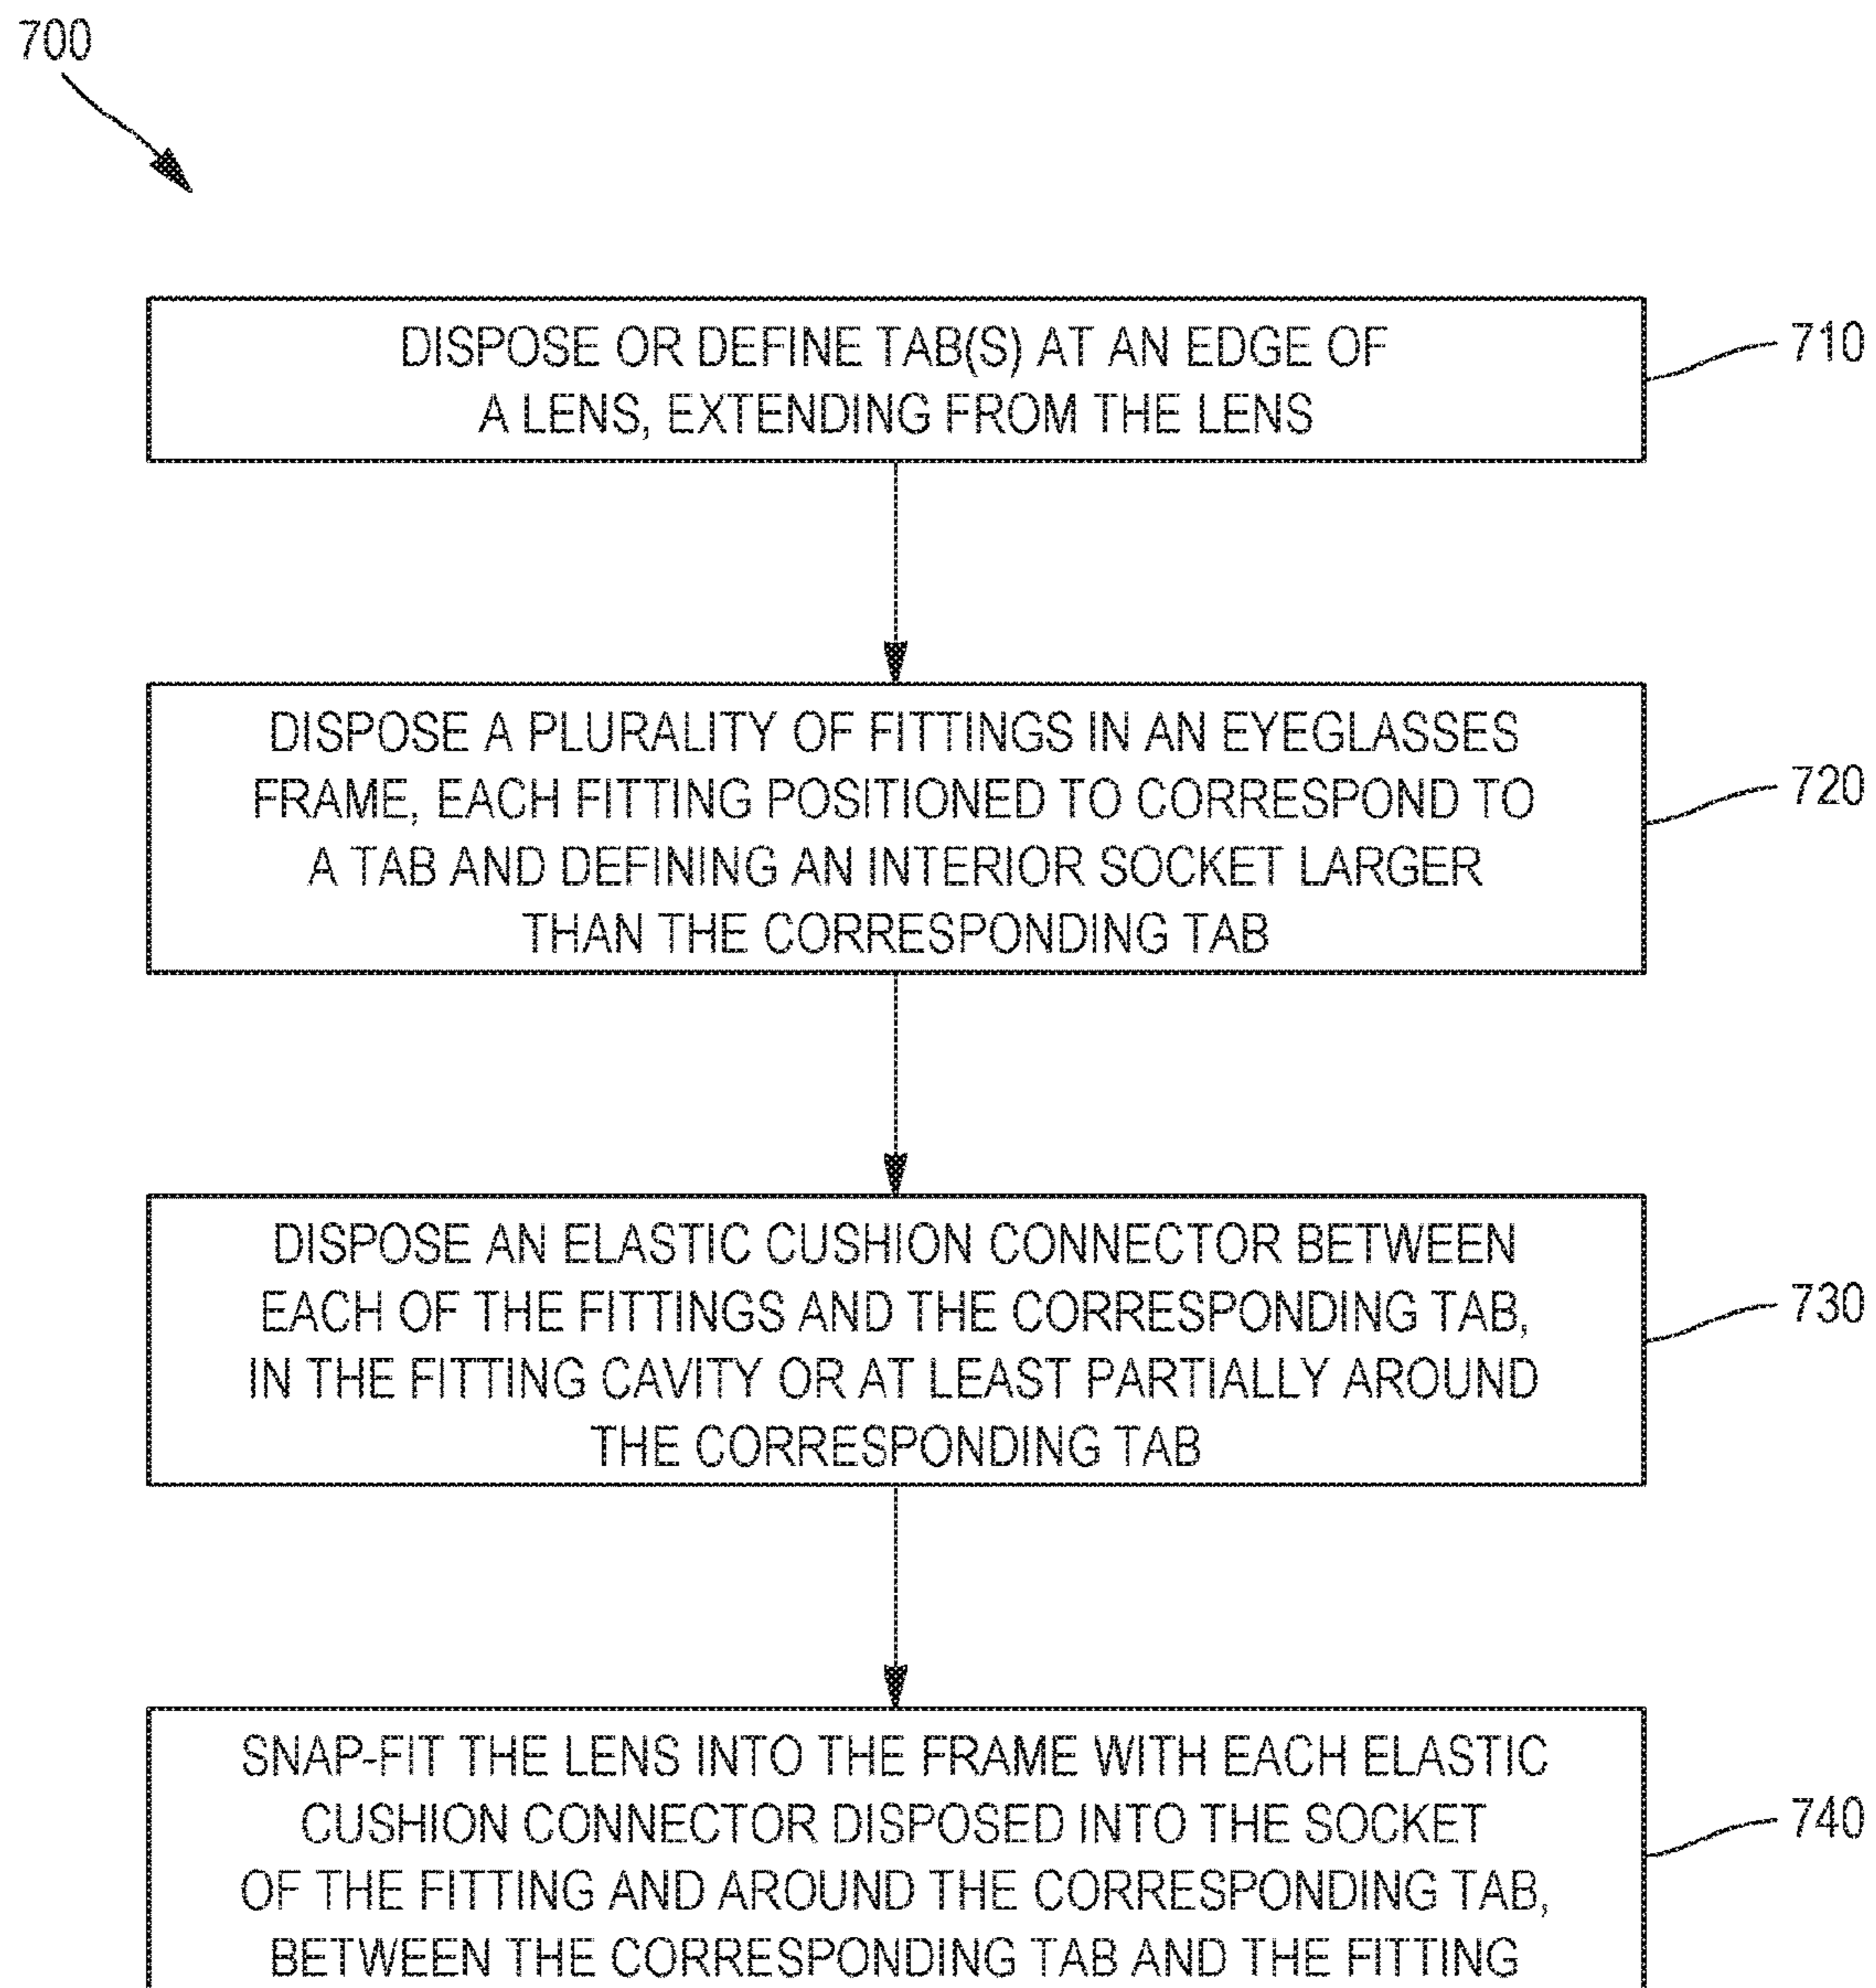 700
DISPOSE OR DEFINE TAB(S) AT AN EDGE OF
A LENS, EXTENDING FROM THE LENS
710
DISPOSE A PLURALITY OF FITTINGS IN AN EYEGLASSES
FRAME, EACH FITTING POSITIONED TO CORRESPOND TO
A TAB AND DEFINING AN INTERIOR SOCKET LARGER
THAN THE CORRESPONDING TAB
720
DISPOSE AN ELASTIC CUSHION CONNECTOR BETWEEN
EACH OF THE FITTINGS AND THE CORRESPONDING TAB,
IN THE FITTING CAVITY OR AT LEAST PARTIALLY AROUND
THE CORRESPONDING TAB
730
SNAP-FIT THE LENS INTO THE FRAME WITH EACH ELASTIC
CUSHION CONNECTOR DISPOSED INTO THE SOCKET
OF THE FITTING AND AROUND THE CORRESPONDING TAB,
BETWEEN THE CORRESPONDING TAB AND THE FITTING
740